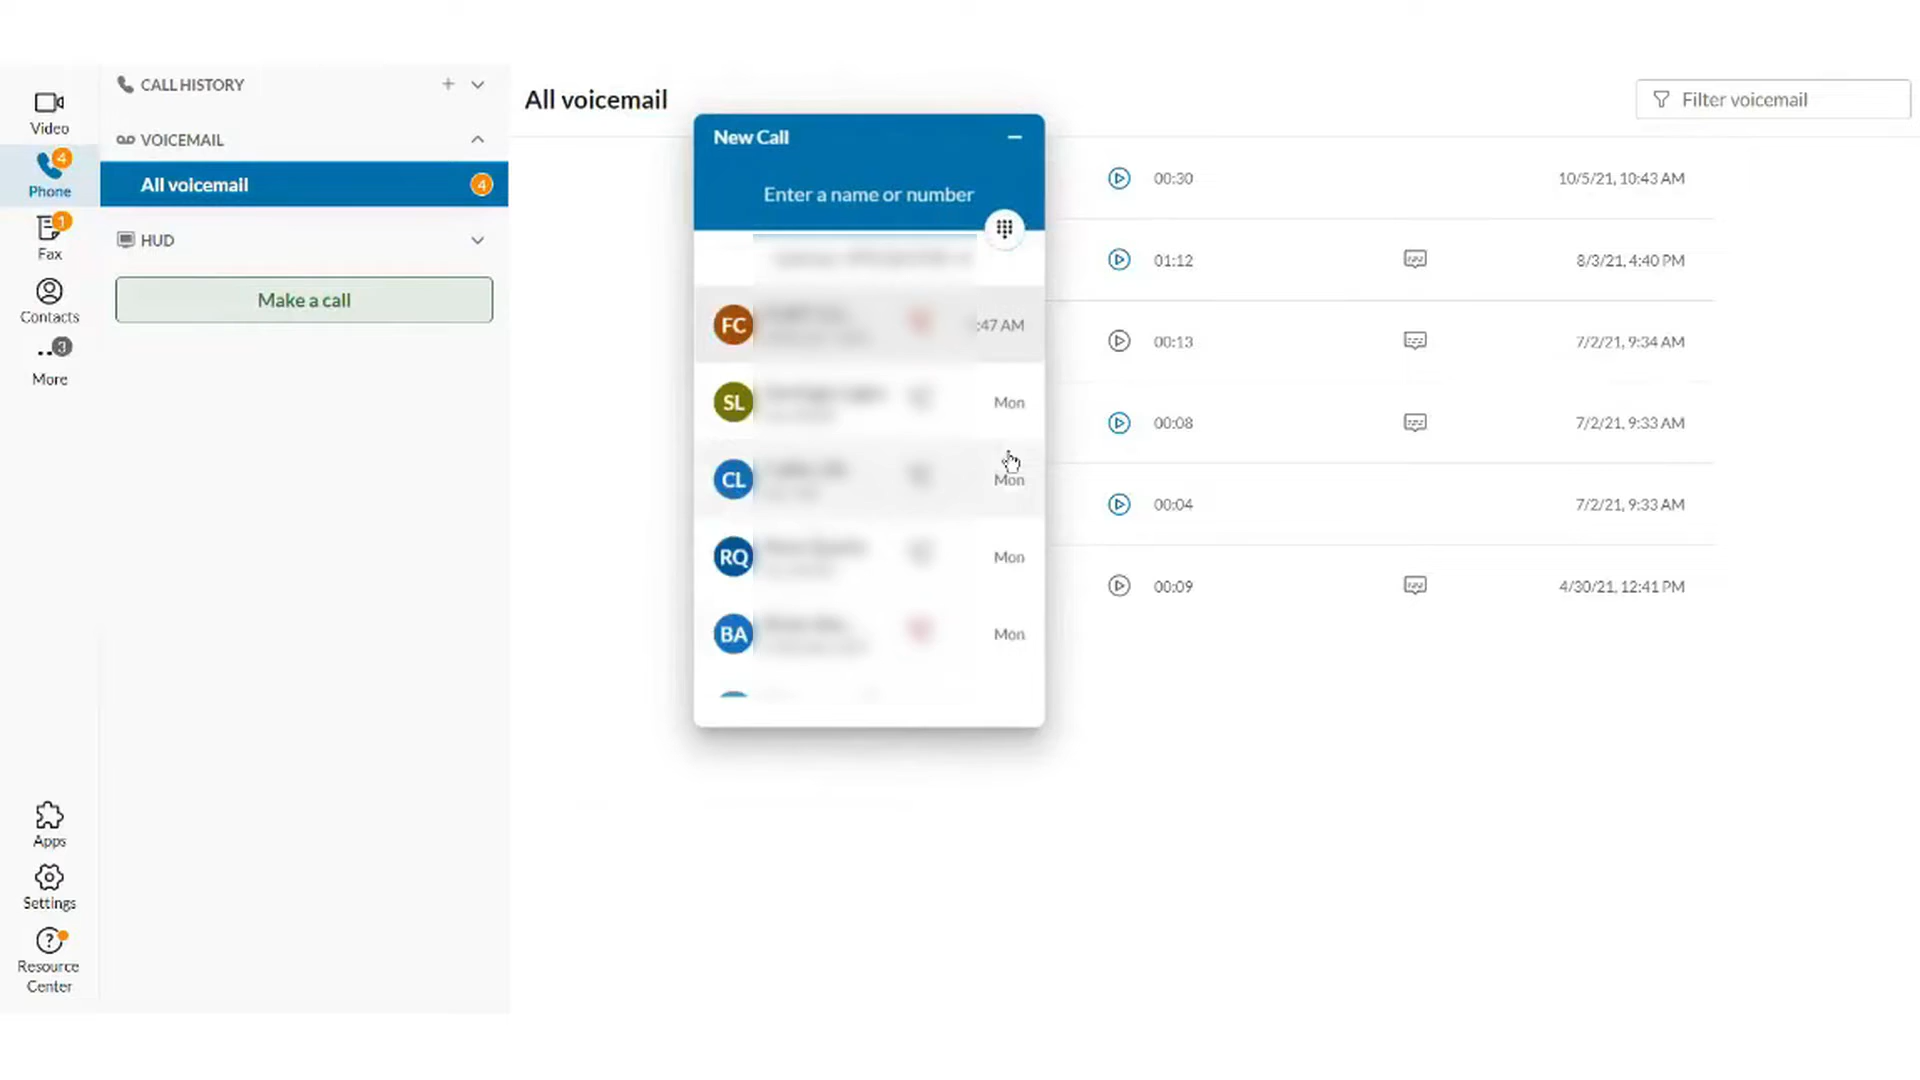 Video
4
Phone
1
Fax
Contacts
3
More
Apps
Settings
?
Resource
Center
CALL HISTORY
VOICEMAIL
All voicemail 4
HUD
Make a call
All voicemail
Filter voicemail
New Call
Enter a name or number
FC :47 AM
SL Mon
CL Mon
RQ Mon
BA Mon
00:30 10/5/21, 10:43 AM
01:12 8/3/21, 4:40 PM
00:13 7/2/21, 9:34 AM
00:08 7/2/21, 9:33 AM
00:04 7/2/21, 9:33 AM
00:09 4/30/21, 12:41 PM